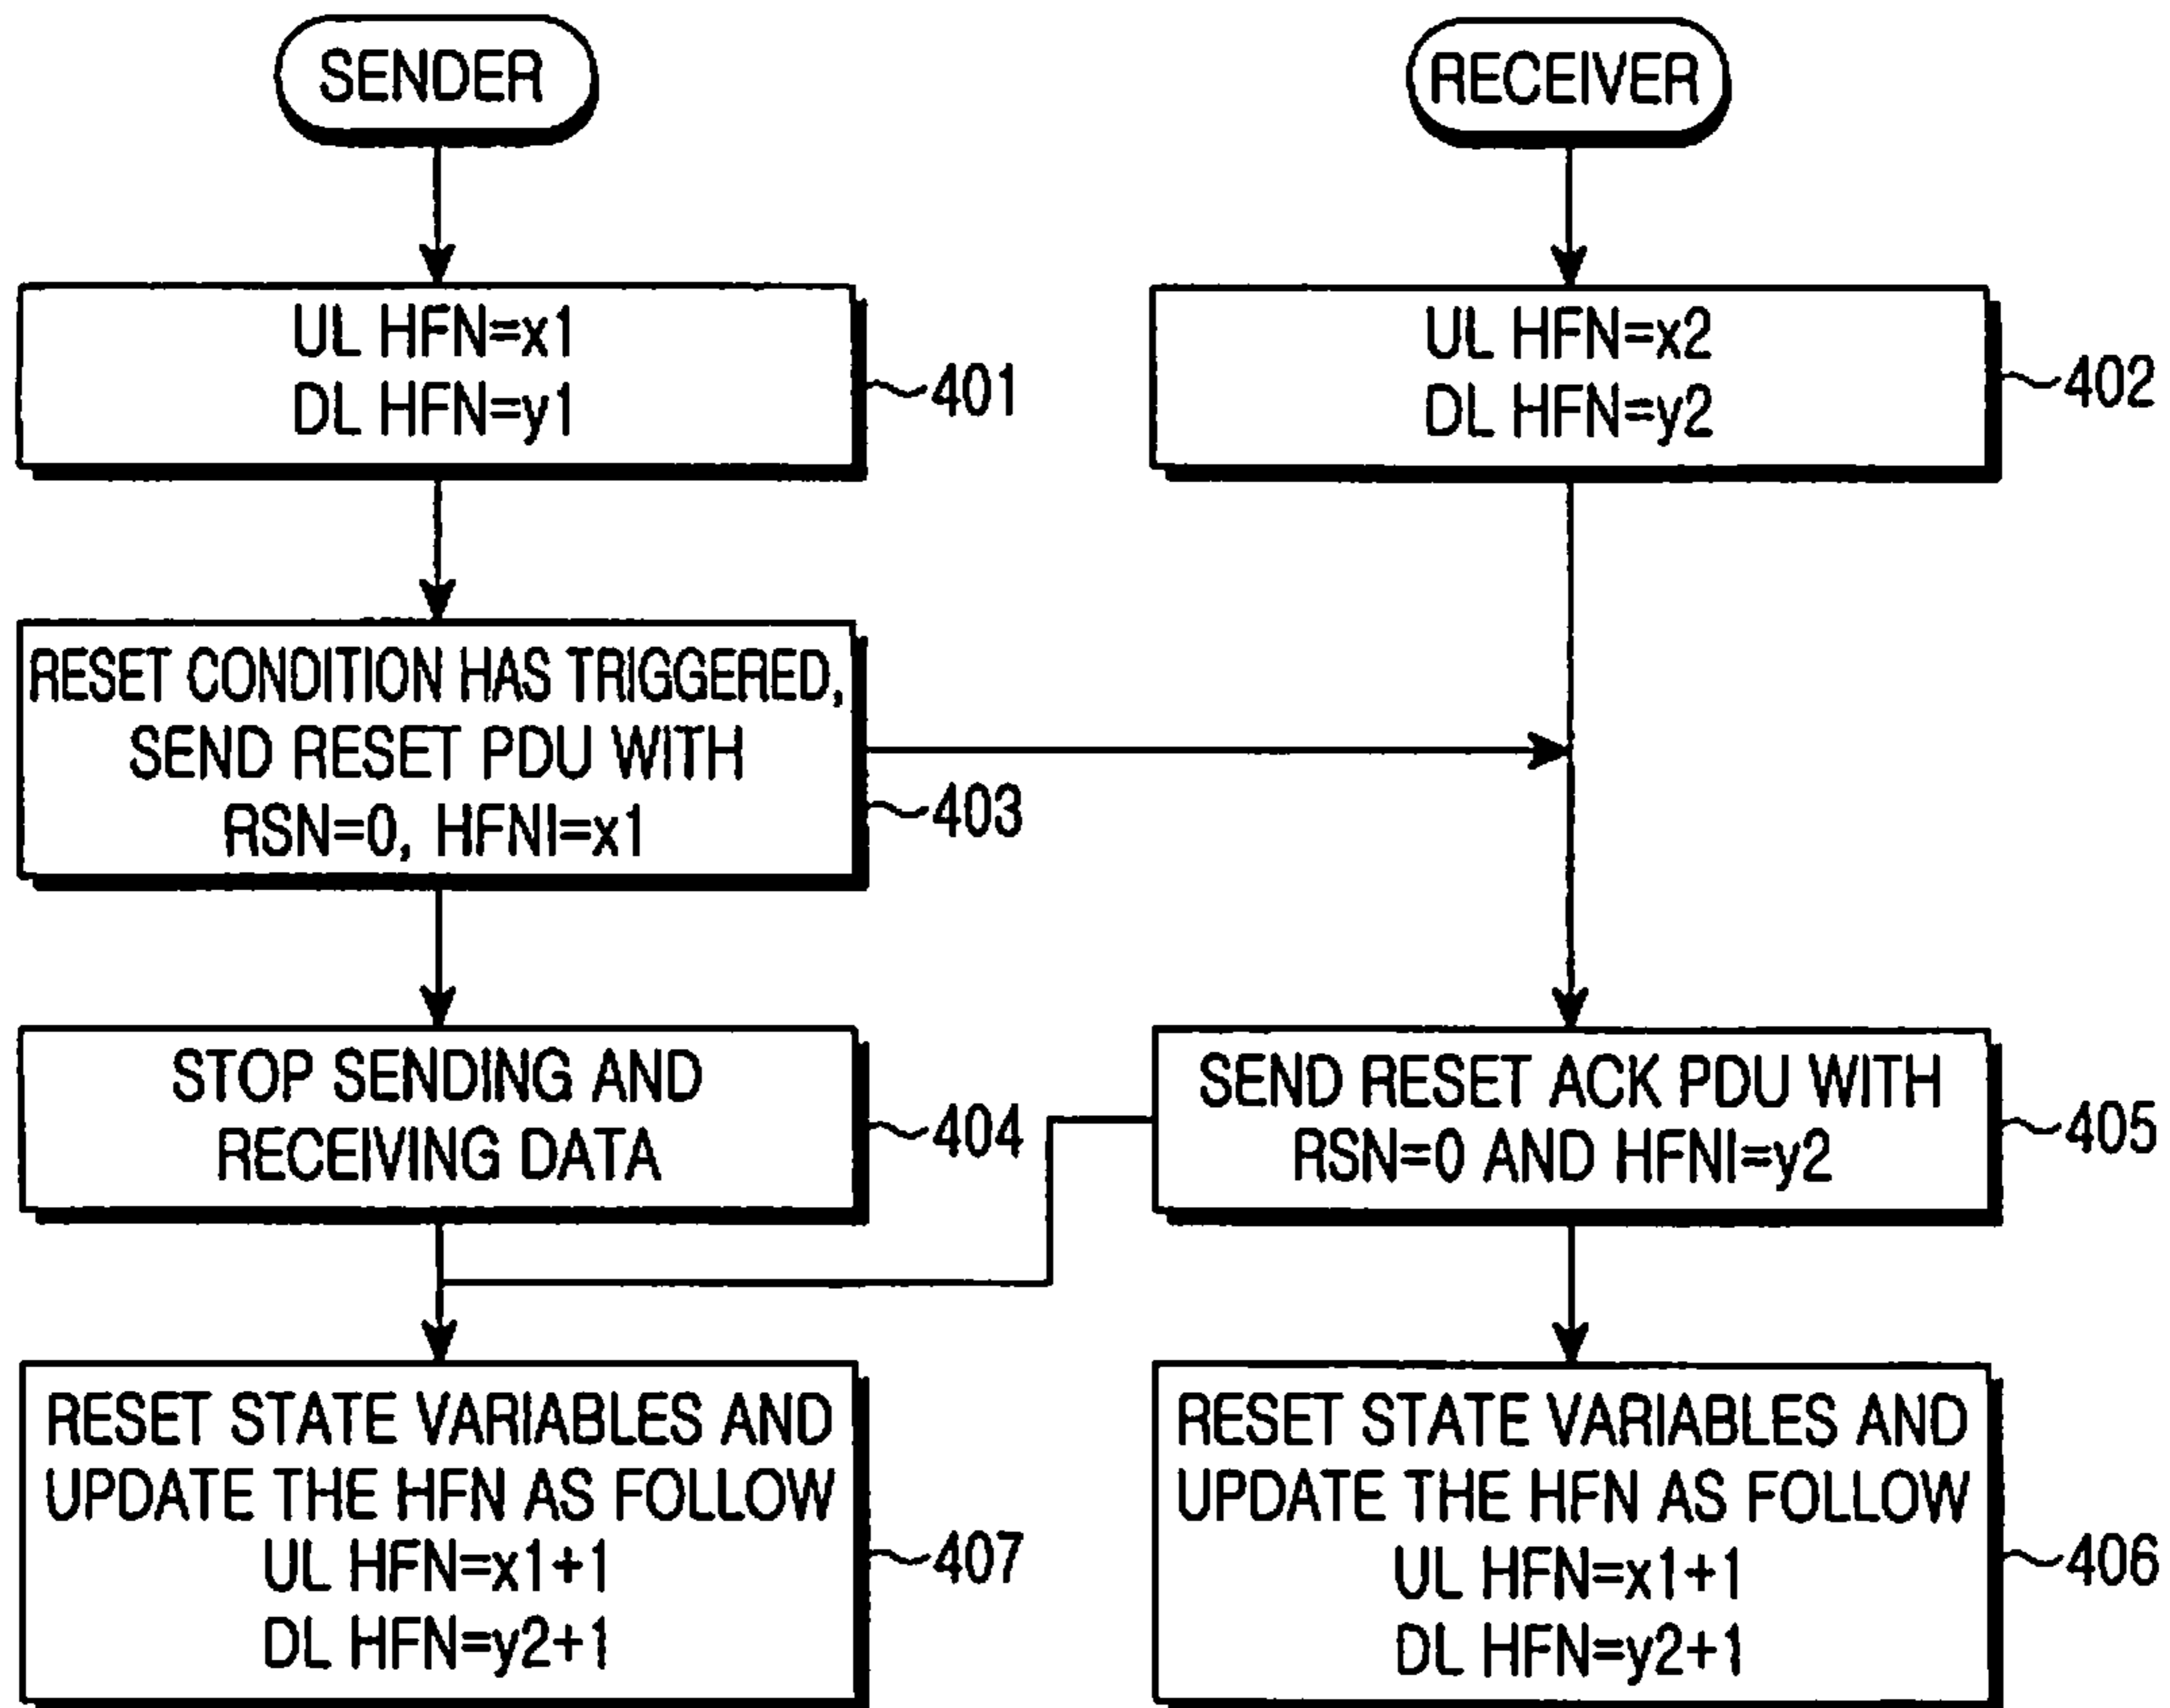 SENDER
RECEIVER
UL HFN=x1
DL HFN=y1
401
UL HFN=x2
DL HFN=y2
402
RESET CONDITION HAS TRIGGERED,
SEND RESET PDU WITH
RSN=0, HFNI=x1
403
STOP SENDING AND
RECEIVING DATA
404
SEND RESET ACK PDU WITH
RSN=0 AND HFNI=y2
405
RESET STATE VARIABLES AND
UPDATE THE HFN AS FOLLOW
UL HFN=x1+1
DL HFN=y2+1
407
RESET STATE VARIABLES AND
UPDATE THE HFN AS FOLLOW
UL HFN=x1+1
DL HFN=y2+1
406